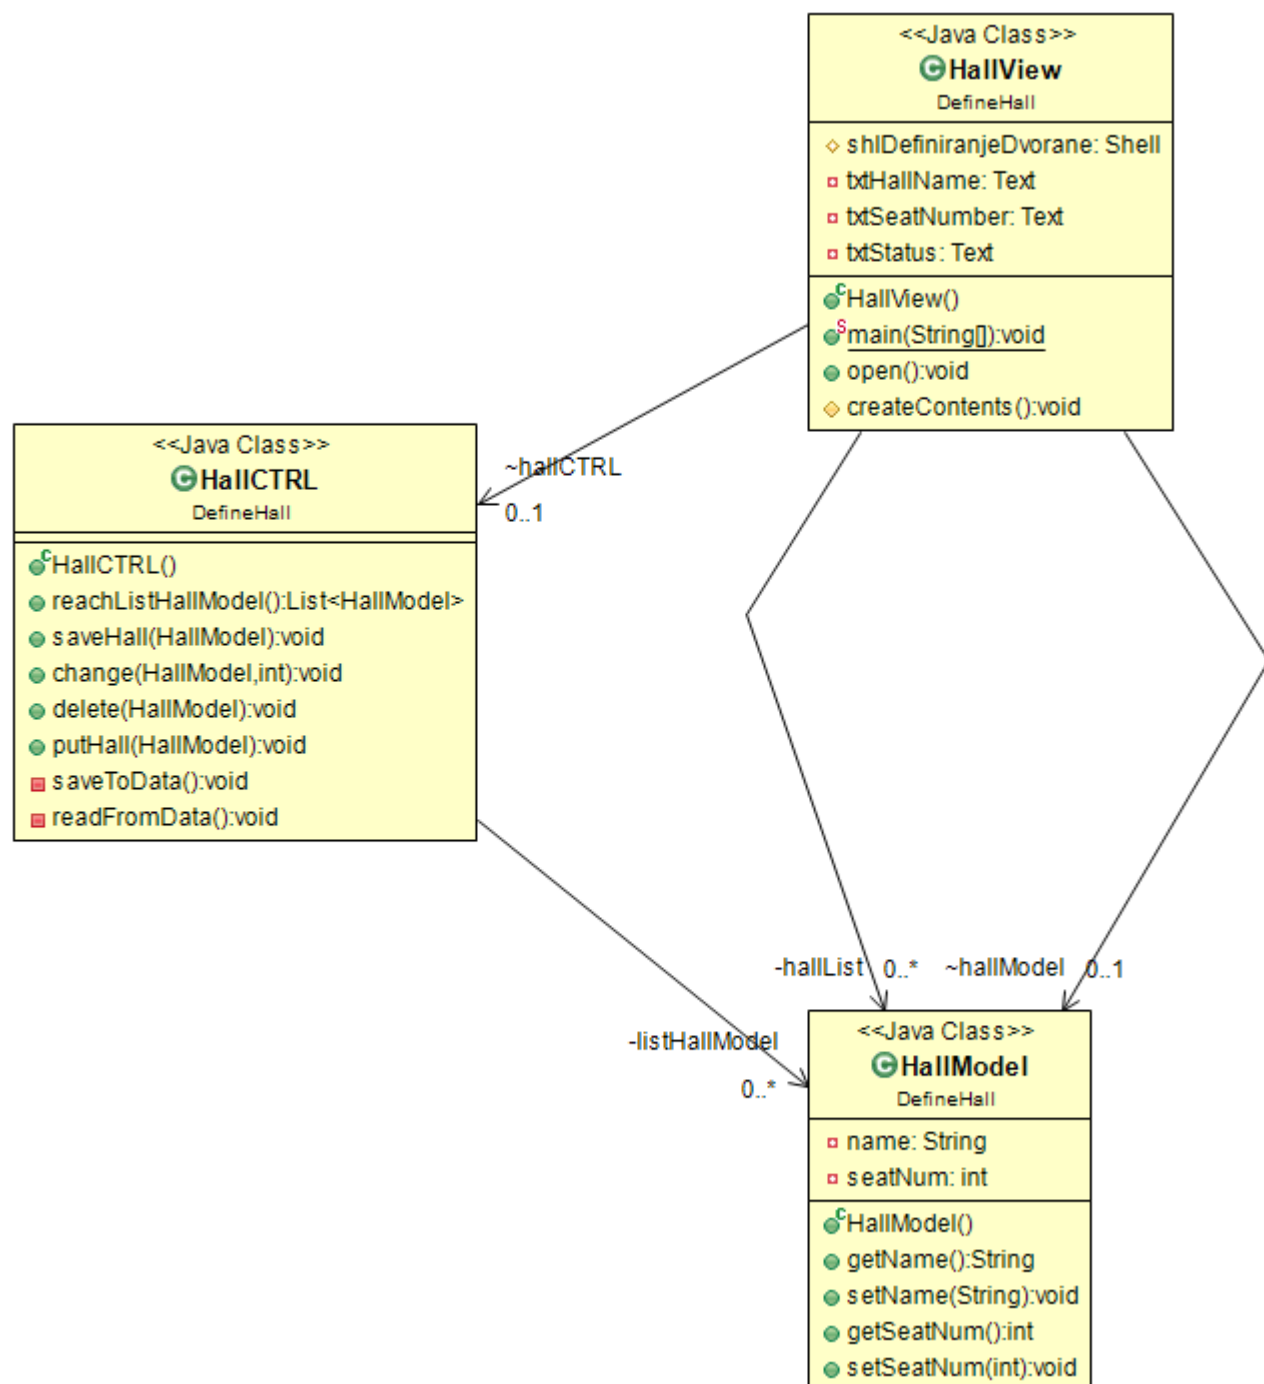 <<Java Class>>
HallView
DefineHall
shlDefiniranjeDvorane: Shell
txtHallName: Text
txtSeatNumber: Text
txtStatus: Text
HallView()
main(String[]):void
open():void
createContents():void
~hallCTRL
0..1
<<Java Class>>
HallCTRL
DefineHall
HallCTRL()
reachListHallModel():List<HallModel>
saveHall(HallModel):void
change(HallModel,int):void
delete(HallModel):void
putHall(HallModel):void
saveToData():void
readFromData():void
-hallList 0..* ~hallModel 0..1
-listHallModel
0..*
<<Java Class>>
HallModel
DefineHall
name: String
seatNum: int
HallModel()
getName():String
setName(String):void
getSeatNum():int
setSeatNum(int):void